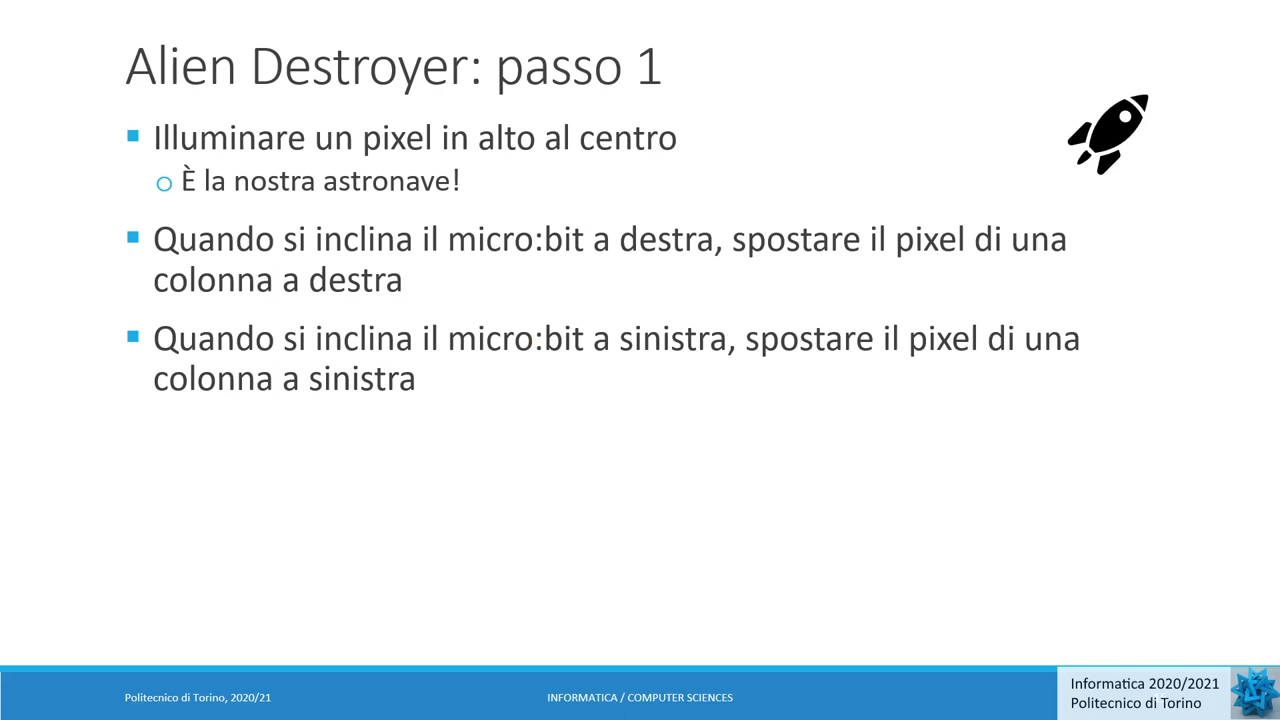 Alien Destroyer: passo 1
Illuminare un pixel in alto al centro
È la nostra astronave!
Quando si inclina il micro:bit a destra, spostare il pixel di una
colonna a destra
Quando si inclina il micro:bit a sinistra, spostare il pixel di una
colonna a sinistra
Politecnico di Torino, 2020/21
INFORMATICA / COMPUTER SCIENCES
Informatica 2020/2021
Politecnico di Torino